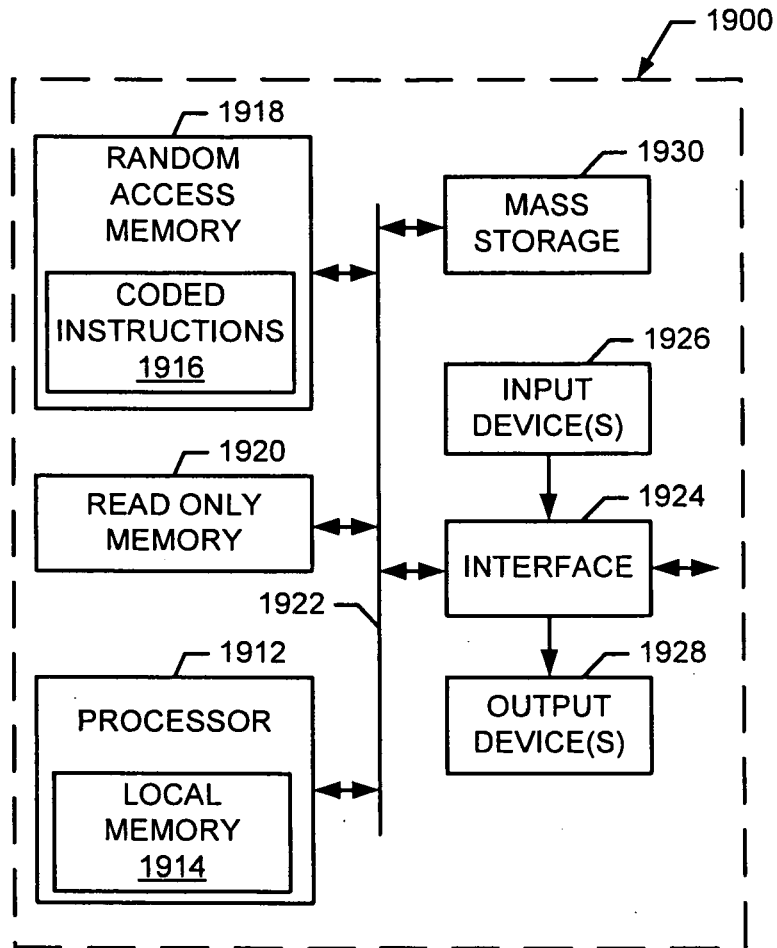 1900
1918
RANDOM
ACCESS
MEMORY
CODED
INSTRUCTIONS
1916
1930
MASS
STORAGE
1926
INPUT
DEVICE(S)
1920
READ ONLY
MEMORY
1924
INTERFACE
1922
1912
PROCESSOR
LOCAL
MEMORY
1914
1928
OUTPUT
DEVICE(S)